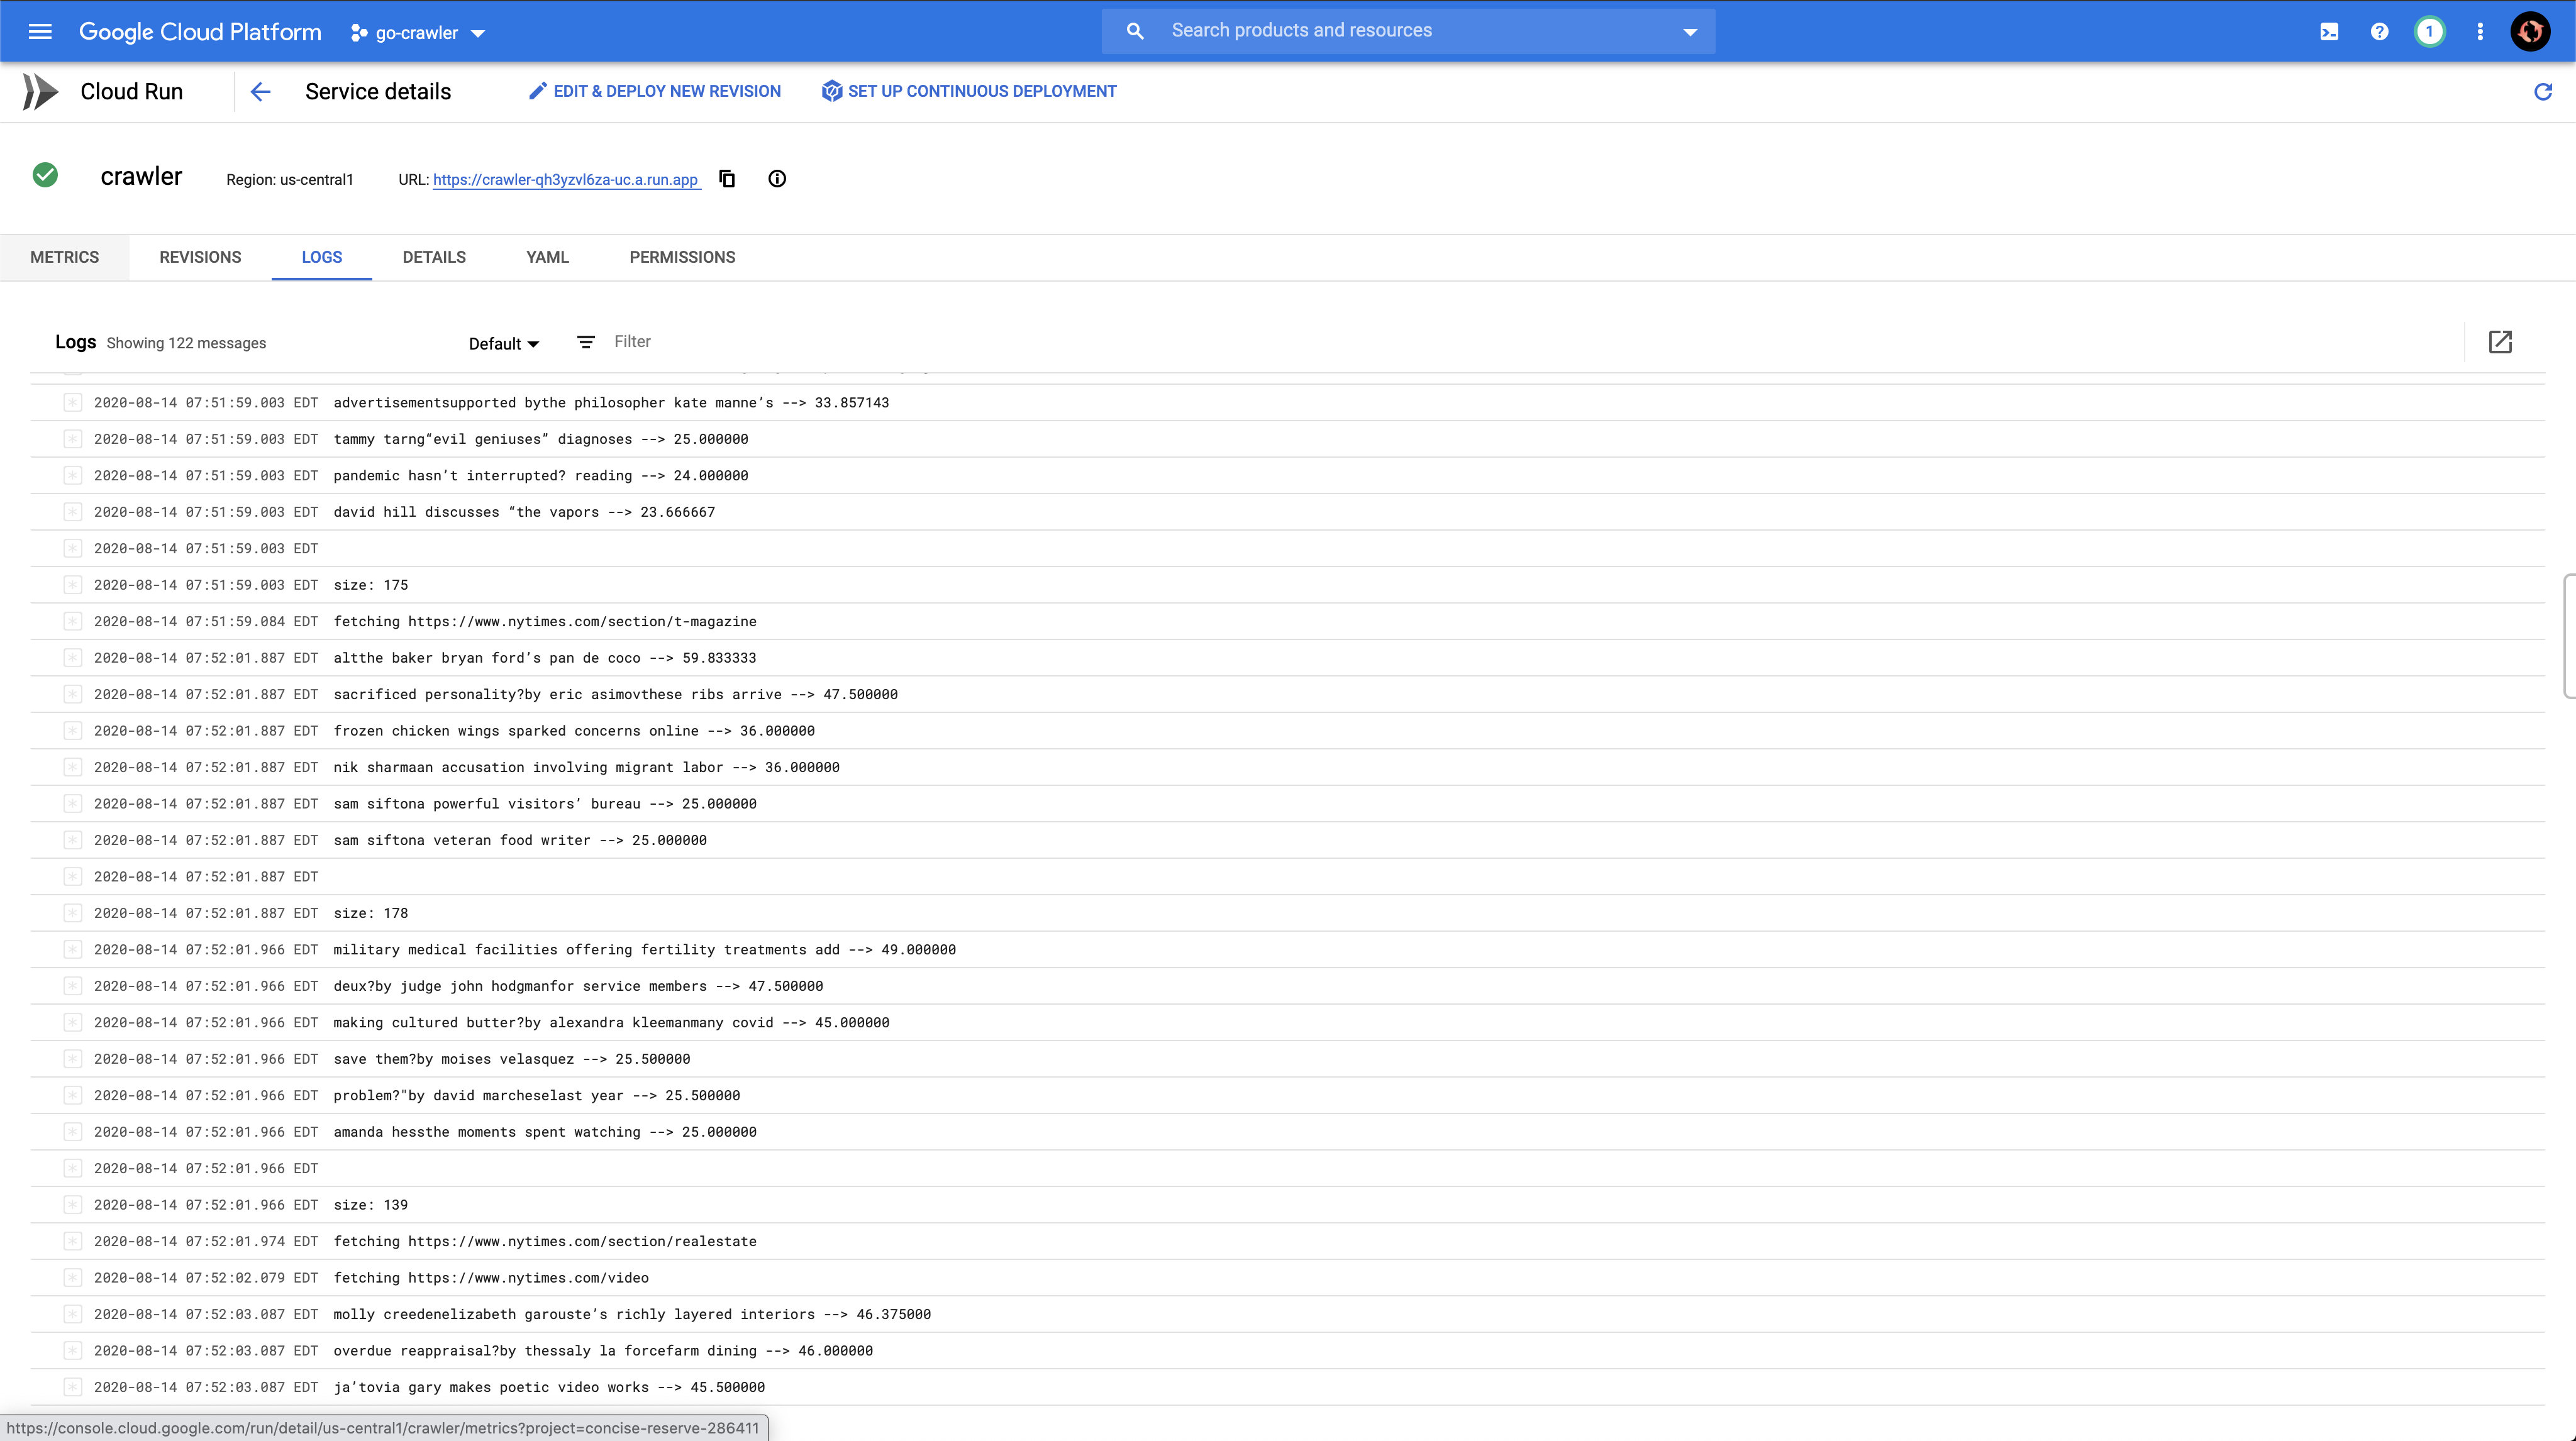 Google Cloud Platform go-crawler Search products and resources 1
Cloud Run Service details EDIT & DEPLOY NEW REVISION SET UP CONTINUOUS DEPLOYMENT
crawler Region: us-central1 URL: https://crawler-qh3yzvl6za-uc.a.run.app
METRICS REVISIONS LOGS DETAILS YAML PERMISSIONS
Logs Showing 122 messages Default Filter
2020-08-14 07:51:59.003 EDT advertisementsupported bythe philosopher kate manne’s --> 33.857143
2020-08-14 07:51:59.003 EDT tammy tarng“evil geniuses” diagnoses --> 25.000000
2020-08-14 07:51:59.003 EDT pandemic hasn’t interrupted? reading --> 24.000000
2020-08-14 07:51:59.003 EDT david hill discusses “the vapors --> 23.666667
2020-08-14 07:51:59.003 EDT
2020-08-14 07:51:59.003 EDT size: 175
2020-08-14 07:51:59.084 EDT fetching https://www.nytimes.com/section/t-magazine
2020-08-14 07:52:01.887 EDT altthe baker bryan ford’s pan de coco --> 59.833333
2020-08-14 07:52:01.887 EDT sacrificed personality?by eric asimovthese ribs arrive --> 47.500000
2020-08-14 07:52:01.887 EDT frozen chicken wings sparked concerns online --> 36.000000
2020-08-14 07:52:01.887 EDT nik sharmaan accusation involving migrant labor --> 36.000000
2020-08-14 07:52:01.887 EDT sam siftona powerful visitors’ bureau --> 25.000000
2020-08-14 07:52:01.887 EDT sam siftona veteran food writer --> 25.000000
2020-08-14 07:52:01.887 EDT
2020-08-14 07:52:01.887 EDT size: 178
2020-08-14 07:52:01.966 EDT military medical facilities offering fertility treatments add --> 49.000000
2020-08-14 07:52:01.966 EDT deux?by judge john hodgmanfor service members --> 47.500000
2020-08-14 07:52:01.966 EDT making cultured butter?by alexandra kleemanmany covid --> 45.000000
2020-08-14 07:52:01.966 EDT save them?by moises velasquez --> 25.500000
2020-08-14 07:52:01.966 EDT problem?"by david marcheselast year --> 25.500000
2020-08-14 07:52:01.966 EDT amanda hessthe moments spent watching --> 25.000000
2020-08-14 07:52:01.966 EDT
2020-08-14 07:52:01.966 EDT size: 139
2020-08-14 07:52:01.974 EDT fetching https://www.nytimes.com/section/realestate
2020-08-14 07:52:02.079 EDT fetching https://www.nytimes.com/video
2020-08-14 07:52:03.087 EDT molly creedenelizabeth garouste’s richly layered interiors --> 46.375000
2020-08-14 07:52:03.087 EDT overdue reappraisal?by thessaly la forcefarm dining --> 46.000000
2020-08-14 07:52:03.087 EDT ja’tovia gary makes poetic video works --> 45.500000
https://console.cloud.google.com/run/detail/us-central1/crawler/metrics?project=concise-reserve-286411